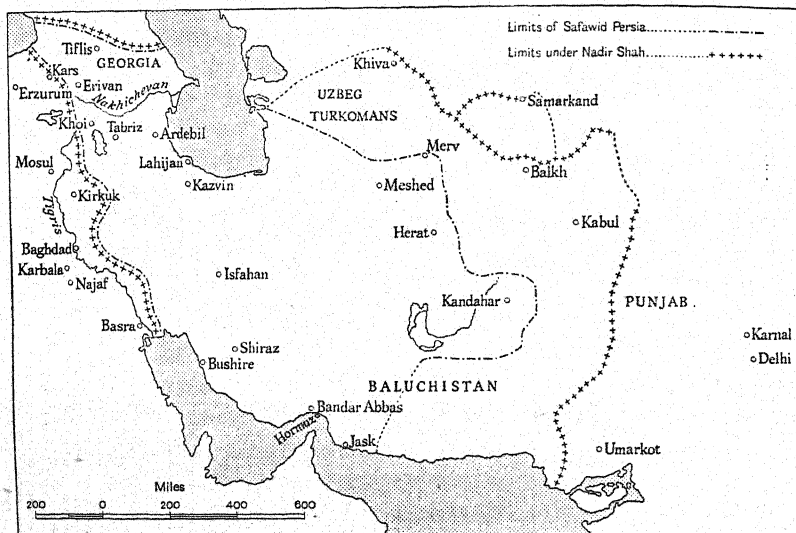 Limits of Safawid Persia
Limits under Nadir Shah
Tiflis
GEORGIA
Kars
Erivan
Erzurum
Nakhichevan
Khoi
Tabriz
Ardebil
Lahijan
Kazvin
Mosul
Kirkuk
Tigris
Baghdad
Karbala
Najaf
Basra
Isfahan
Shiraz
Bushire
Bandar Abbas
Hormuz
Jask
Khiva
UZBEG
TURKOMANS
Samarkand
Merv
Balkh
Meshed
Herat
Kabul
Kandahar
PUNJAB.
Karnal
Delhi
BALUCHISTAN
Umarkot
Miles
200 0 200 400 600